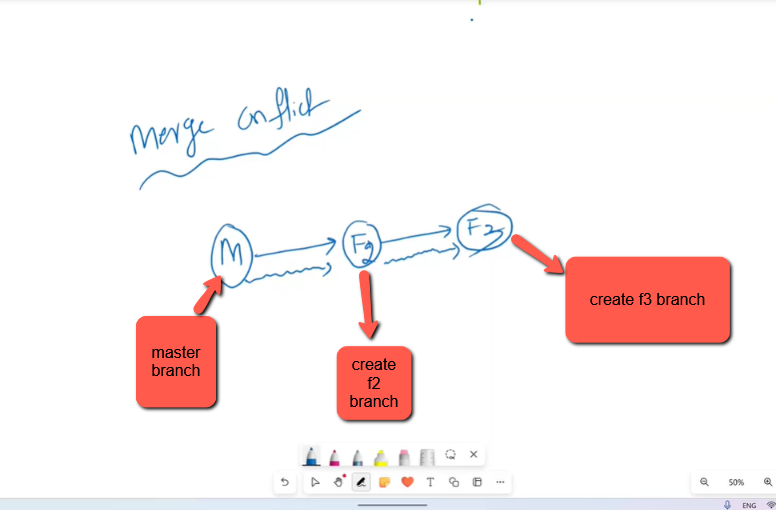 Merge conflict
M
F2
F3
create f3 branch
master
branch
create
f2
branch
T
50%
ENG